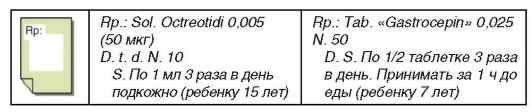 Rp:
Rp.: Sol. Octreotidi 0,005
(50 мкг)
D. t. d. N. 10
S. По 1 мл 3 раза в день
подкожно (ребенку 15 лет)
Rp.: Tab. «Gastrocepin» 0,025
N. 50
D. S. По 1/2 таблетке 3 раза
в день. Принимать за 1 ч до
еды (ребенку 7 лет)